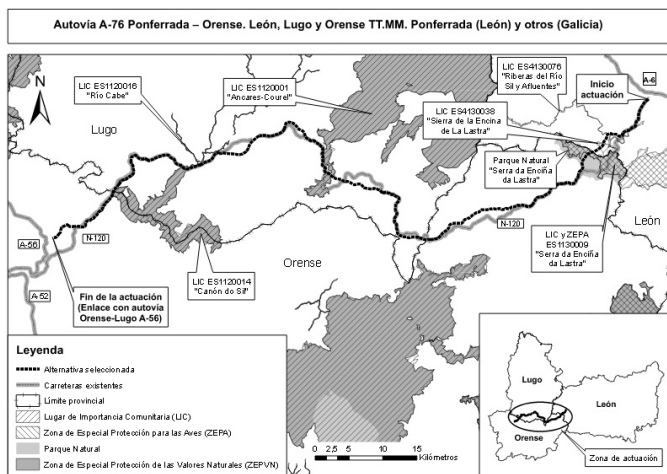 Autovía A-76 Ponferrada – Orense. León, Lugo y Orense TT.MM. Ponferrada (León) y otros (Galicia)
N
LIC ES1120016
"Río Cabe"
LIC ES1120001
"Ancares-Courel"
LIC ES4130076
"Riberas del Río
Sil y Afluentes"
Inicio
actuación
A-6
LIC ES4130038
"Sierra de la Encina
de La Lastra"
Lugo
Parque Natural
"Serra da Enciña
da Lastra"
León
N-120
LIC y ZEPA
ES1130009
"Serra da Enciña
da Lastra"
A-56
N-120
Orense
LIC ES1120014
"Canón do Sil"
A-52
Fin de la actuación
(Enlace con autovía
Orense-Lugo A-56)
Leyenda
Alternativa seleccionada
Carreteras existentes
Límite provincial
Lugar de Importancia Comunitaria (LIC)
Zona de Especial Protección para las Aves (ZEPA)
Parque Natural
Zona de Especial Protección de las Valores Naturales (ZEPVN)
0 2,5 5 10 15
Kilómetros
Lugo
León
Orense
Zona de actuación